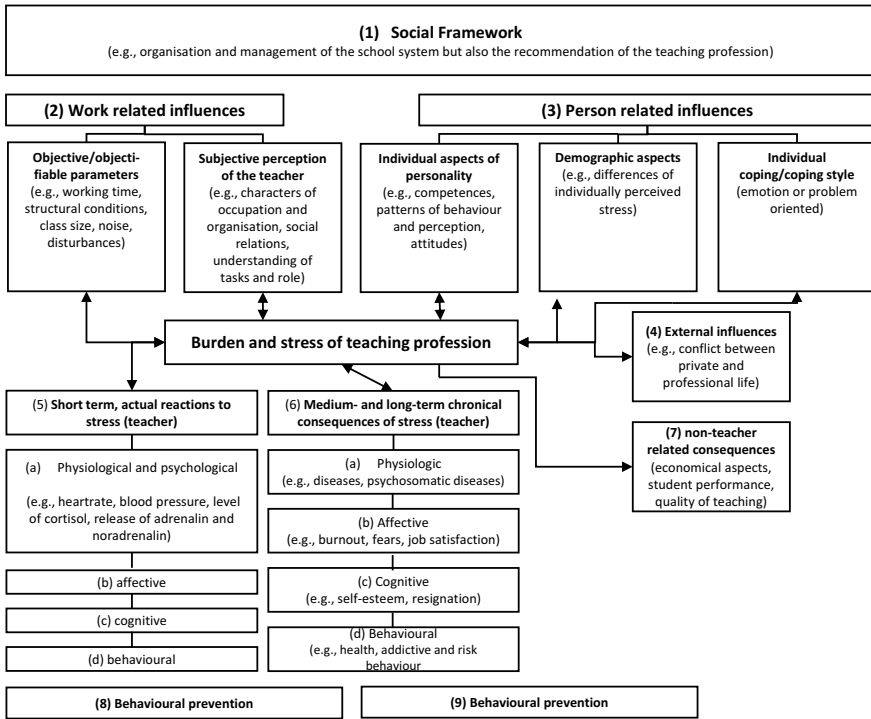 (1) Social Framework
(e.g., organisation and management of the school system but also the recommendation of the teaching profession)
(2) Work related influences
(3) Person related influences
Objective/objecti-
fiable parameters
(e.g., working time,
structural conditions,
class size, noise,
disturbances)
Subjective perception
of the teacher
(e.g., characters of
occupation and
organisation, social
relations,
understanding of
tasks and role)
Individual aspects of
personality
(e.g., competences,
patterns of behaviour
and perception,
attitudes)
Demographic aspects
(e.g., differences of
individually perceived
stress)
Individual
coping/coping style
(emotion or problem
oriented)
Burden and stress of teaching profession
(4) External influences
(e.g., conflict between
private and
professional life)
(5) Short term, actual reactions to
stress (teacher)
(a) Physiological and psychological
(e.g., heartrate, blood pressure, level
of cortisol, release of adrenalin and
noradrenalin)
(b) affective
(c) cognitive
(d) behavioural
(6) Medium- and long-term chronical
consequences of stress (teacher)
(a) Physiologic
(e.g., diseases, psychosomatic diseases)
(b) Affective
(e.g., burnout, fears, job satisfaction)
(c) Cognitive
(e.g., self-esteem, resignation)
(d) Behavioural
(e.g., health, addictive and risk
behaviour
(7) non-teacher
related consequences
(economical aspects,
student performance,
quality of teaching)
(8) Behavioural prevention
(9) Behavioural prevention